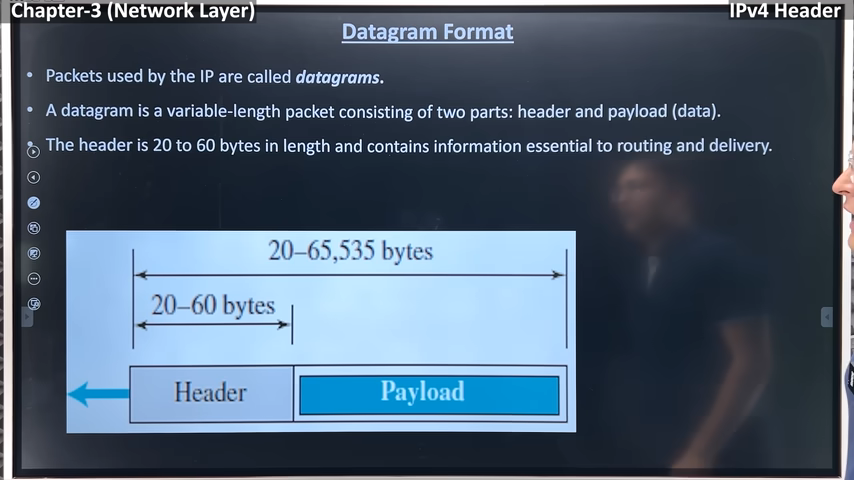 Chapter-3 (Network Layer)
IPv4 Header
Datagram Format
• Packets used by the IP are called datagrams.
• A datagram is a variable-length packet consisting of two parts: header and payload (data).
• The header is 20 to 60 bytes in length and contains information essential to routing and delivery.
20–65,535 bytes
20–60 bytes
Header
Payload